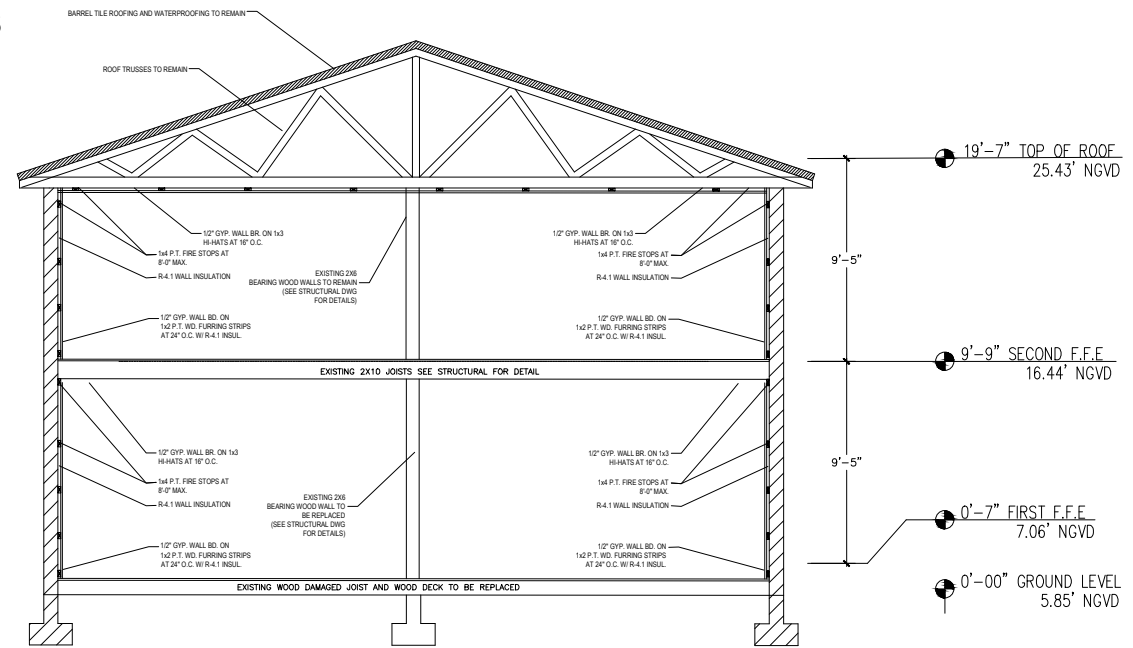 BARREL TILE ROOFING AND WATERPROOFING TO REMAIN
ROOF TRUSSES TO REMAIN
19'-7" TOP OF ROOF
25.43' NGVD
1/2" GYP. WALL BR. ON 1x3
HI-HATS AT 16" O.C.
1x4 P.T. FIRE STOPS AT
8'-0" MAX.
R-4.1 WALL INSULATION
EXISTING 2X6
BEARING WOOD WALLS TO REMAIN
(SEE STRUCTURAL DWG
FOR DETAILS)
1/2" GYP. WALL BR. ON 1x3
HI-HATS AT 16" O.C.
1x4 P.T. FIRE STOPS AT
8'-0" MAX.
R-4.1 WALL INSULATION
9'-5"
1/2" GYP. WALL BD. ON
1x2 P.T. WD. FURRING STRIPS
AT 24" O.C. W/ R-4.1 INSUL.
1/2" GYP. WALL BD. ON
1x2 P.T. WD. FURRING STRIPS
AT 24" O.C. W/ R-4.1 INSUL.
9'-9" SECOND F.F.E
16.44' NGVD
EXISTING 2X10 JOISTS SEE STRUCTURAL FOR DETAIL
1/2" GYP. WALL BR. ON 1x3
HI-HATS AT 16" O.C.
1x4 P.T. FIRE STOPS AT
8'-0" MAX.
R-4.1 WALL INSULATION
EXISTING 2X6
BEARING WOOD WALL TO
BE REPLACED
(SEE STRUCTURAL DWG
FOR DETAILS)
1/2" GYP. WALL BR. ON 1x3
HI-HATS AT 16" O.C.
1x4 P.T. FIRE STOPS AT
8'-0" MAX.
R-4.1 WALL INSULATION
9'-5"
0'-7" FIRST F.F.E
7.06' NGVD
1/2" GYP. WALL BD. ON
1x2 P.T. WD. FURRING STRIPS
AT 24" O.C. W/ R-4.1 INSUL.
1/2" GYP. WALL BD. ON
1x2 P.T. WD. FURRING STRIPS
AT 24" O.C. W/ R-4.1 INSUL.
EXISTING WOOD DAMAGED JOIST AND WOOD DECK TO BE REPLACED
0'-00" GROUND LEVEL
5.85' NGVD